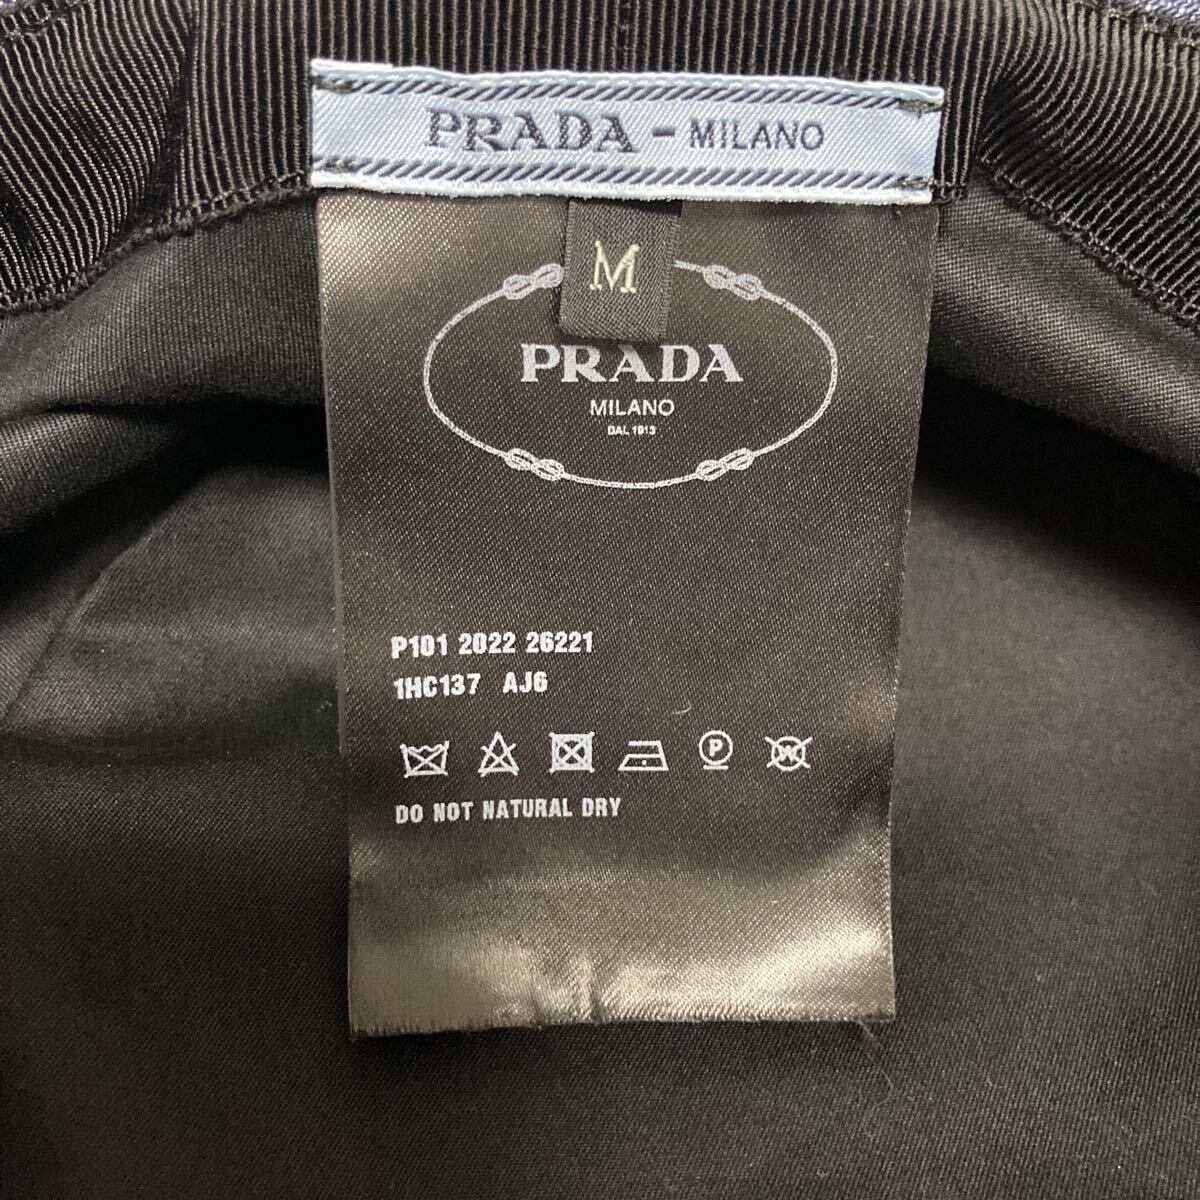 PRADA - MILANO
M
PRADA
MILANO
DAL 1913
P101 2022 26221
1HC137 AJ6
P W
DO NOT NATURAL DRY